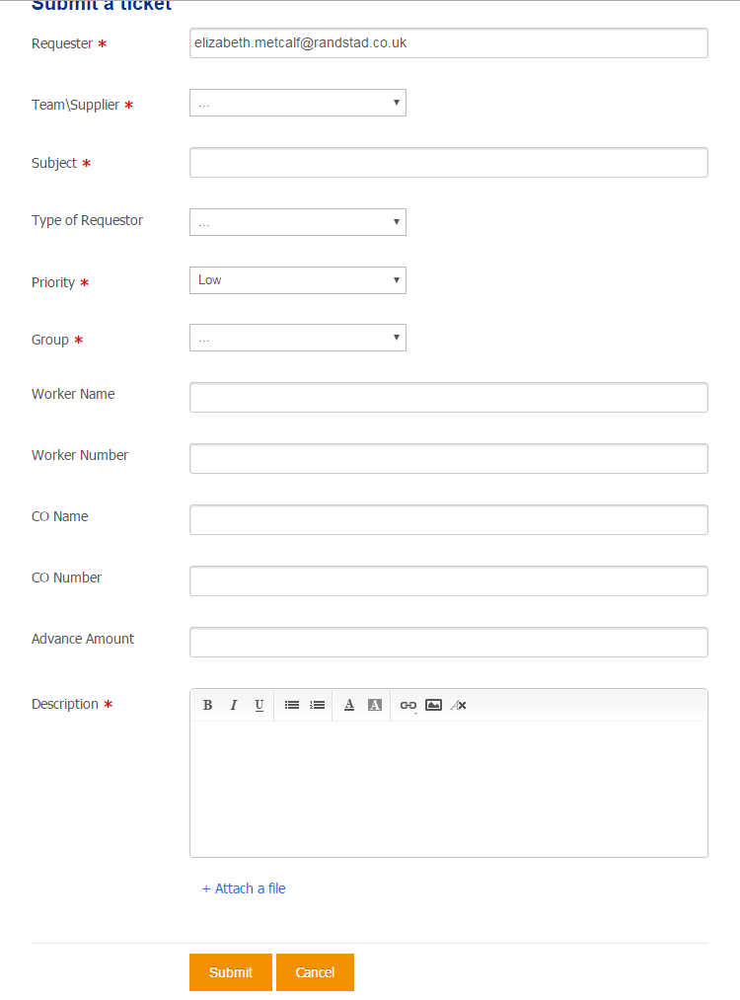 Submit a ticket
Requester * elizabeth.metcalf@randstad.co.uk
Team\Supplier * ...
Subject *
Type of Requestor ...
Priority * Low
Group * ...
Worker Name
Worker Number
CO Name
CO Number
Advance Amount
Description * B I U A A
+ Attach a file
Submit Cancel